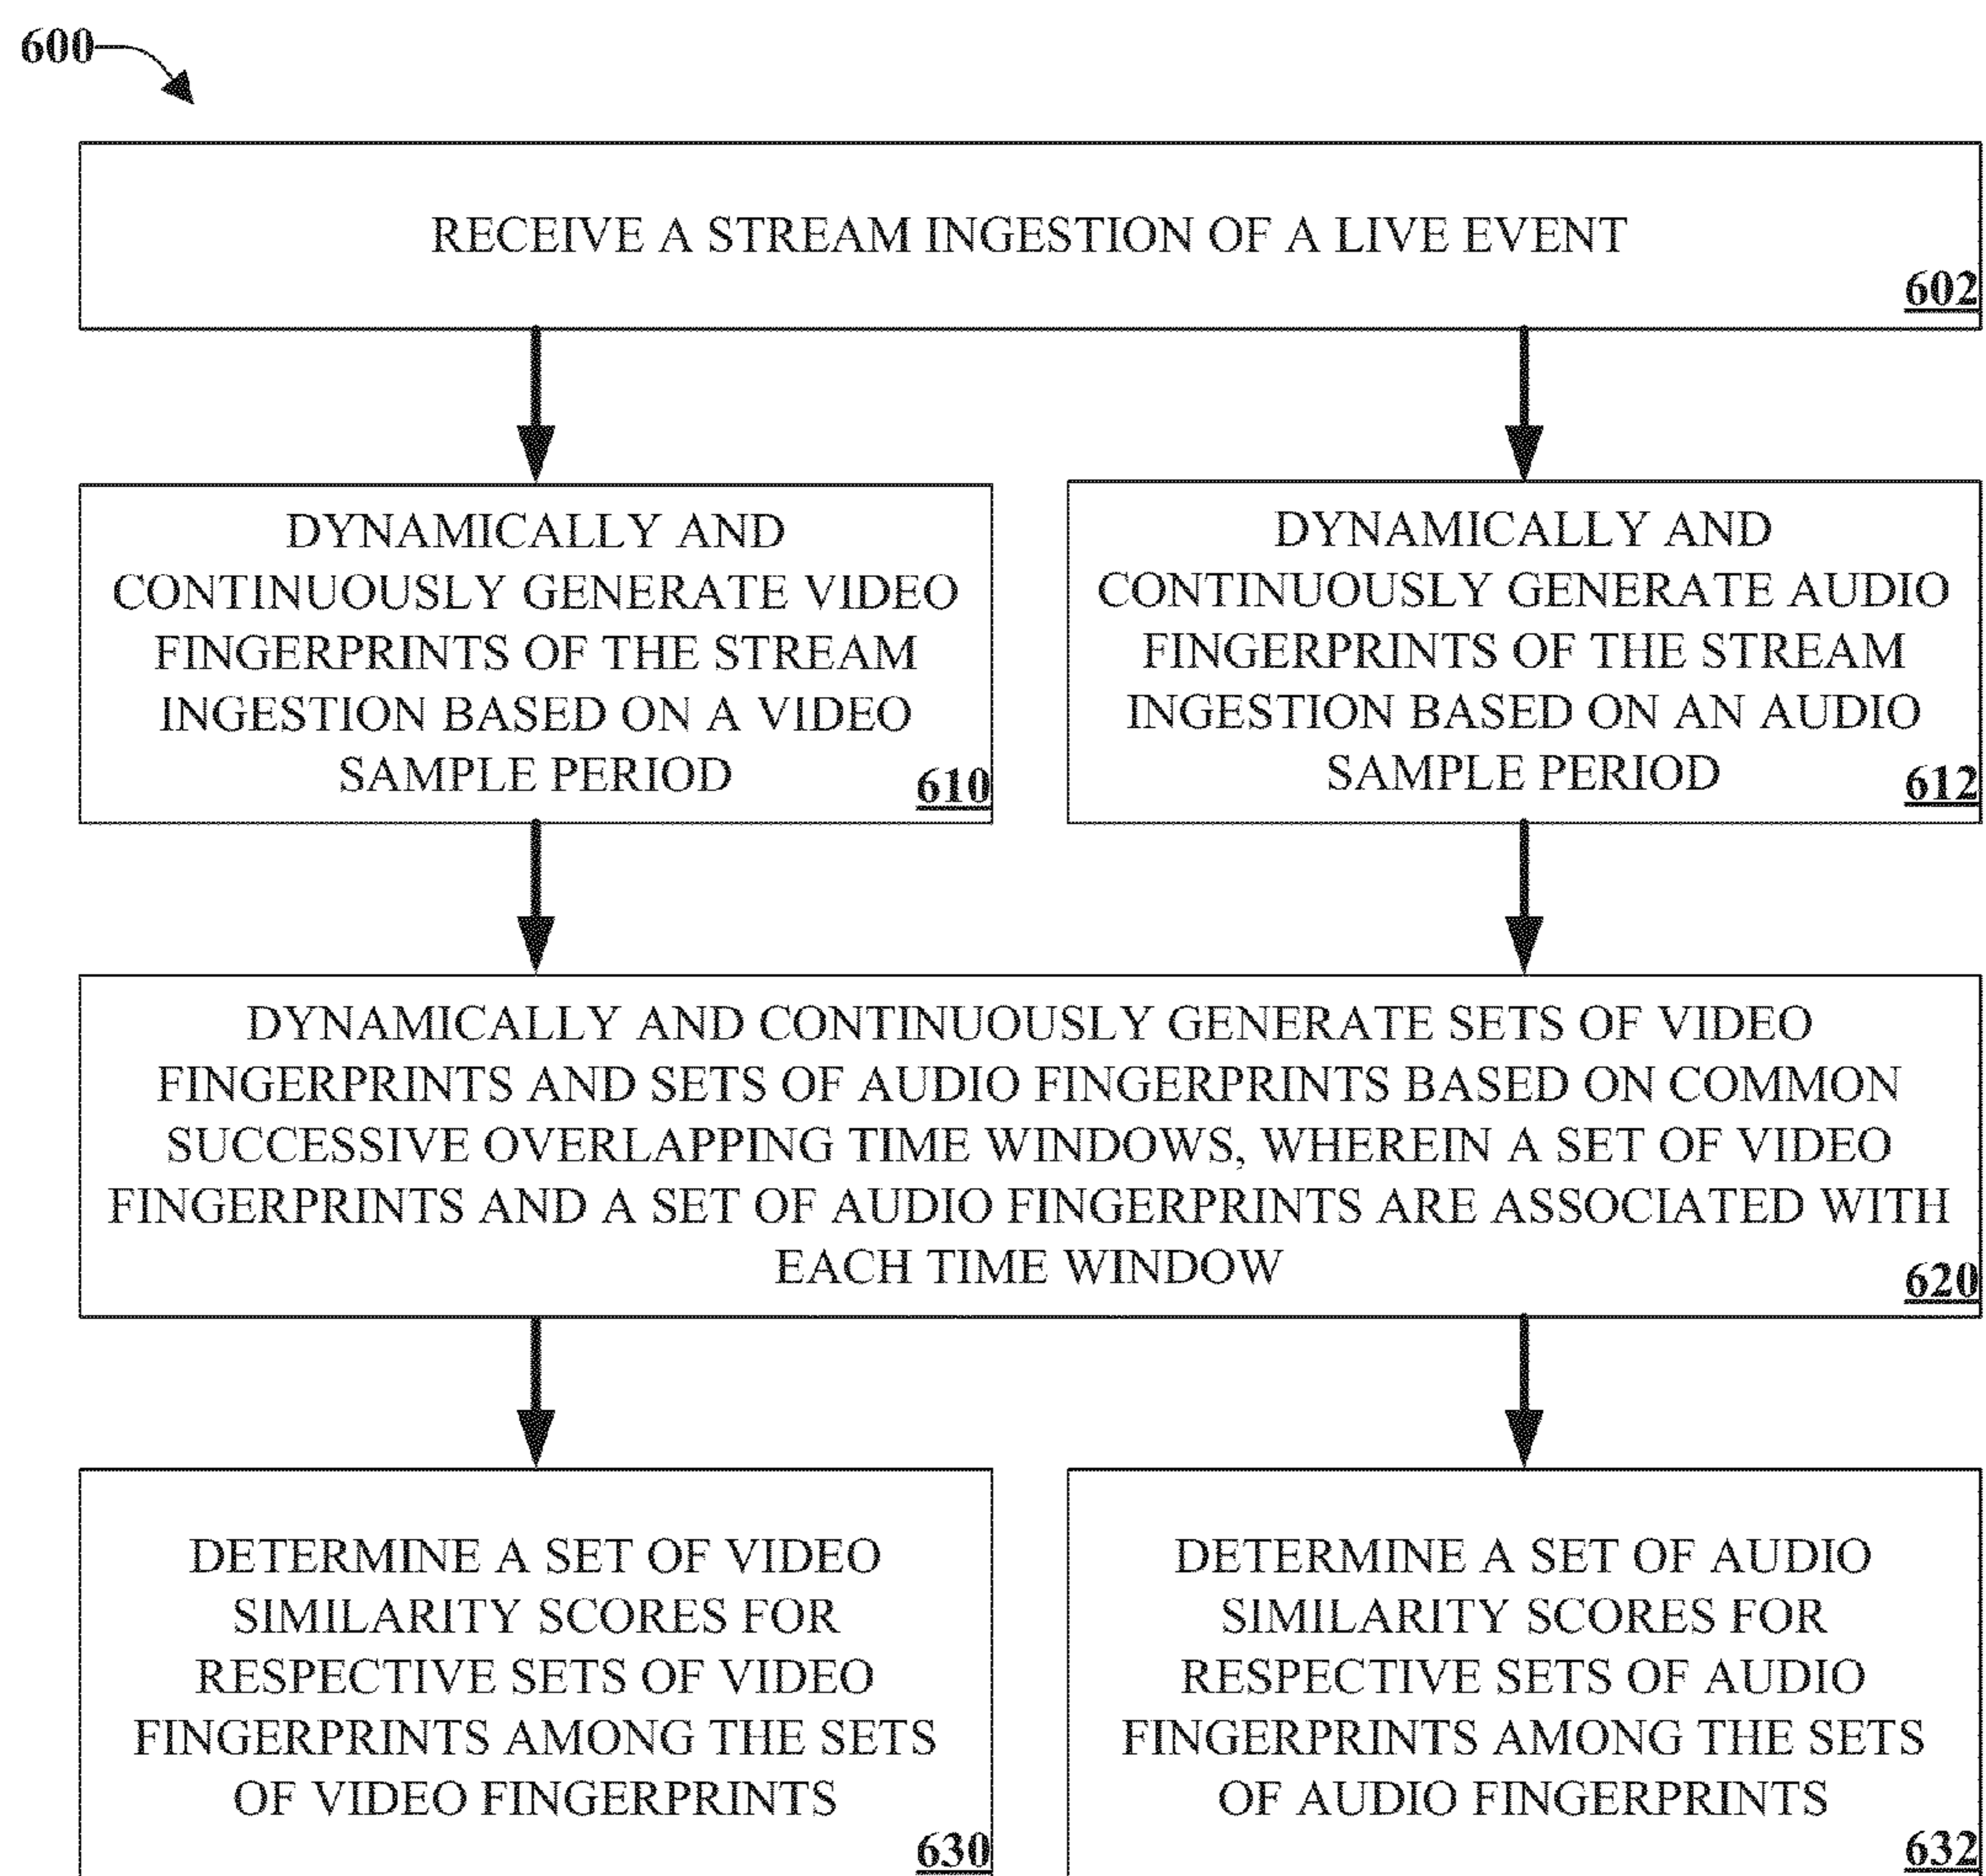 600
RECEIVE A STREAM INGESTION OF A LIVE EVENT
602
DYNAMICALLY AND
CONTINUOUSLY GENERATE VIDEO
FINGERPRINTS OF THE STREAM
INGESTION BASED ON A VIDEO
SAMPLE PERIOD
610
DYNAMICALLY AND
CONTINUOUSLY GENERATE AUDIO
FINGERPRINTS OF THE STREAM
INGESTION BASED ON AN AUDIO
SAMPLE PERIOD
612
DYNAMICALLY AND CONTINUOUSLY GENERATE SETS OF VIDEO
FINGERPRINTS AND SETS OF AUDIO FINGERPRINTS BASED ON COMMON
SUCCESSIVE OVERLAPPING TIME WINDOWS, WHEREIN A SET OF VIDEO
FINGERPRINTS AND A SET OF AUDIO FINGERPRINTS ARE ASSOCIATED WITH
EACH TIME WINDOW
620
DETERMINE A SET OF VIDEO
SIMILARITY SCORES FOR
RESPECTIVE SETS OF VIDEO
FINGERPRINTS AMONG THE SETS
OF VIDEO FINGERPRINTS
630
DETERMINE A SET OF AUDIO
SIMILARITY SCORES FOR
RESPECTIVE SETS OF AUDIO
FINGERPRINTS AMONG THE SETS
OF AUDIO FINGERPRINTS
632